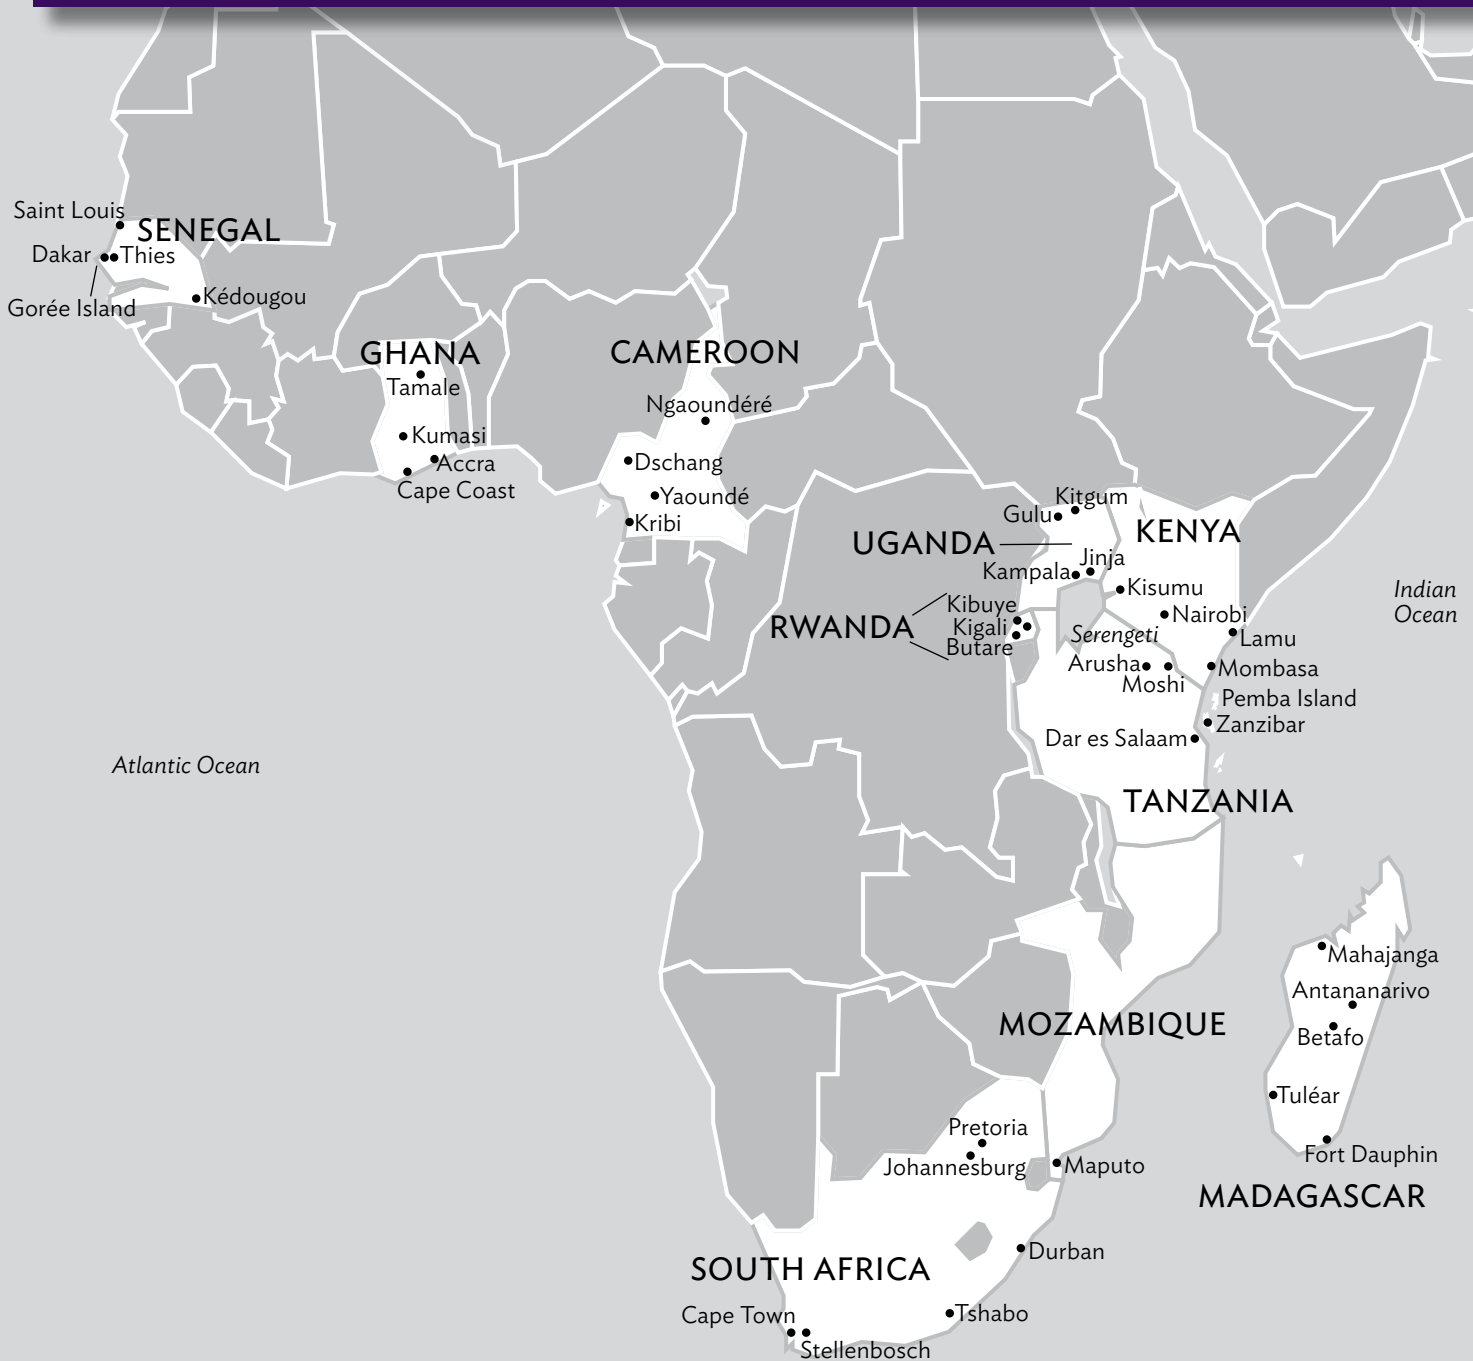 Saint Louis
SENEGAL
Dakar
Thies
Gorée Island
Kédougou
GHANA
Tamale
Kumasi
Accra
Cape Coast
CAMEROON
Ngaoundéré
Dschang
Yaoundé
Kribi
Kitgum
Gulu
UGANDA
KENYA
Jinja
Kampala
Kisumu
Kibuye
RWANDA
Kigali
Butare
Nairobi
Serengeti
Lamu
Arusha
Moshi
Mombasa
Pemba Island
Zanzibar
Dar es Salaam
TANZANIA
Indian
Ocean
Atlantic Ocean
Mahajanga
Antananarivo
MOZAMBIQUE
Betafo
Tuléar
Pretoria
Johannesburg
Maputo
Fort Dauphin
MADAGASCAR
Durban
SOUTH AFRICA
Cape Town
Tshabo
Stellenbosch